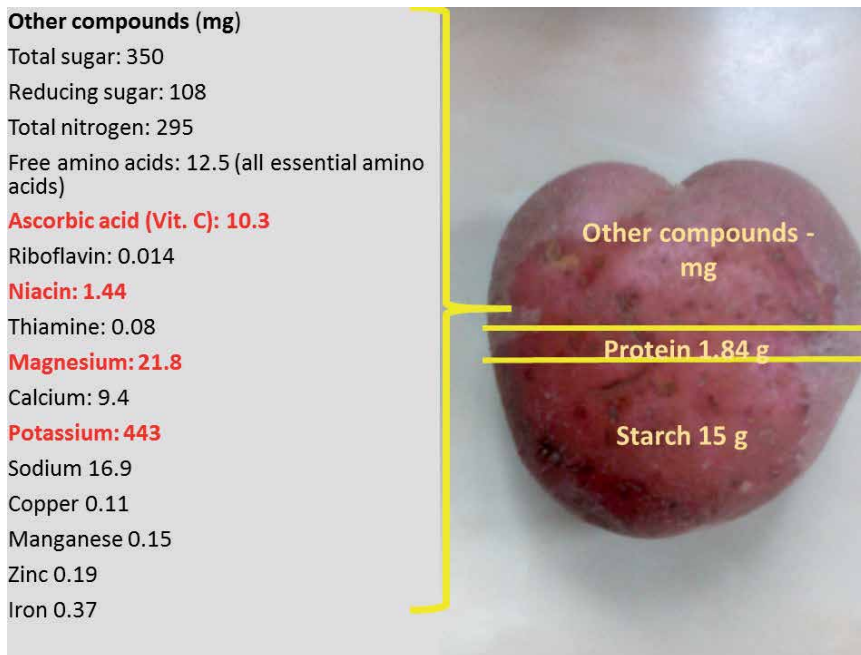 Other compounds (mg)
Total sugar: 350
Reducing sugar: 108
Total nitrogen: 295
Free amino acids: 12.5 (all essential amino
acids)
Ascorbic acid (Vit. C): 10.3
Riboflavin: 0.014
Niacin: 1.44
Thiamine: 0.08
Magnesium: 21.8
Calcium: 9.4
Potassium: 443
Sodium 16.9
Copper 0.11
Manganese 0.15
Zinc 0.19
Iron 0.37
Other compounds -
mg
Protein 1.84 g
Starch 15 g